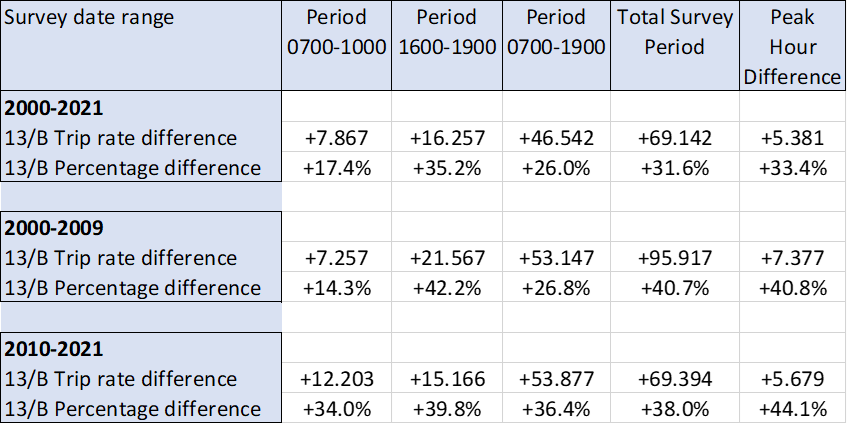 Survey date range Period Period Period Total Survey Peak
0700-1000 1600-1900 0700-1900 Period Hour
Difference
2000-2021
13/B Trip rate difference +7.867 +16.257 +46.542 +69.142 +5.381
13/B Percentage difference +17.4% +35.2% +26.0% +31.6% +33.4%
2000-2009
13/B Trip rate difference +7.257 +21.567 +53.147 +95.917 +7.377
13/B Percentage difference +14.3% +42.2% +26.8% +40.7% +40.8%
2010-2021
13/B Trip rate difference +12.203 +15.166 +53.877 +69.394 +5.679
13/B Percentage difference +34.0% +39.8% +36.4% +38.0% +44.1%